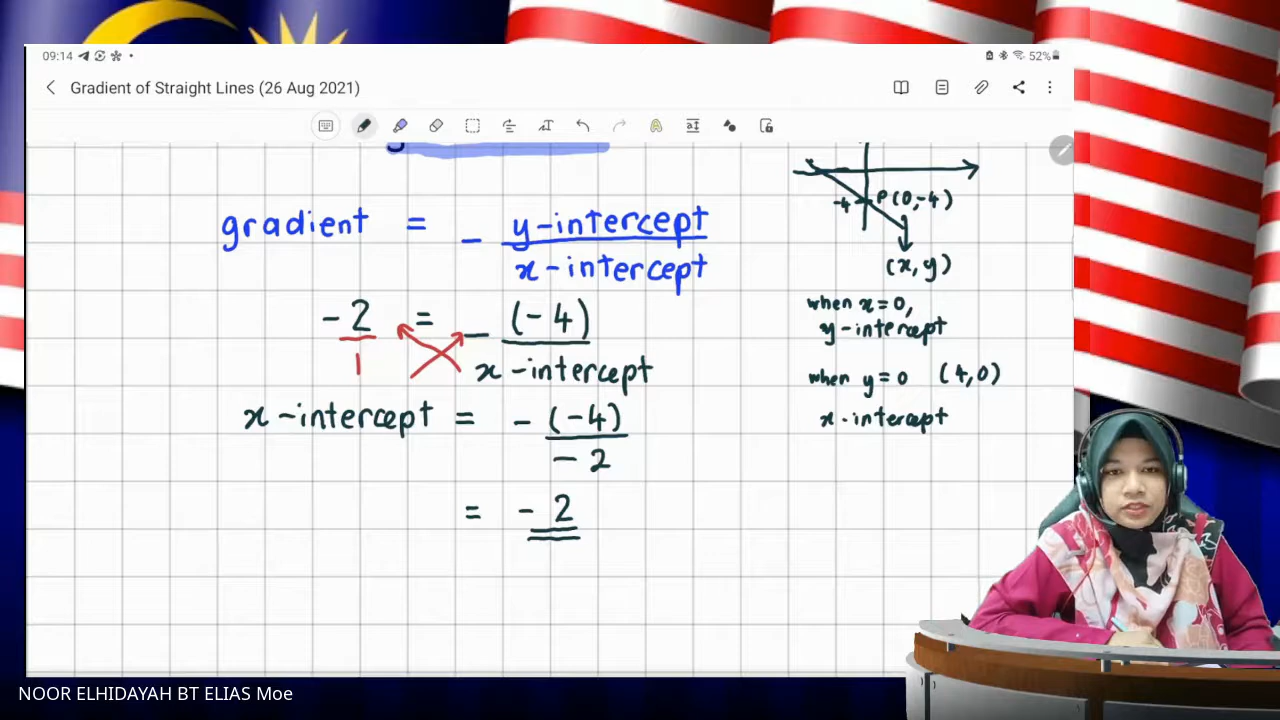 09:14
52%
Gradient of Straight Lines (26 Aug 2021)
gradient = - y-intercept
x-intercept
-2 = - (-4)
1 x-intercept
x-intercept = - (-4)
-2
= -2
-4 P(0,-4)
(x, y)
when x=0,
y-intercept
when y=0 (4,0)
x-intercept
NOOR ELHIDAYAH BT ELIAS Moe